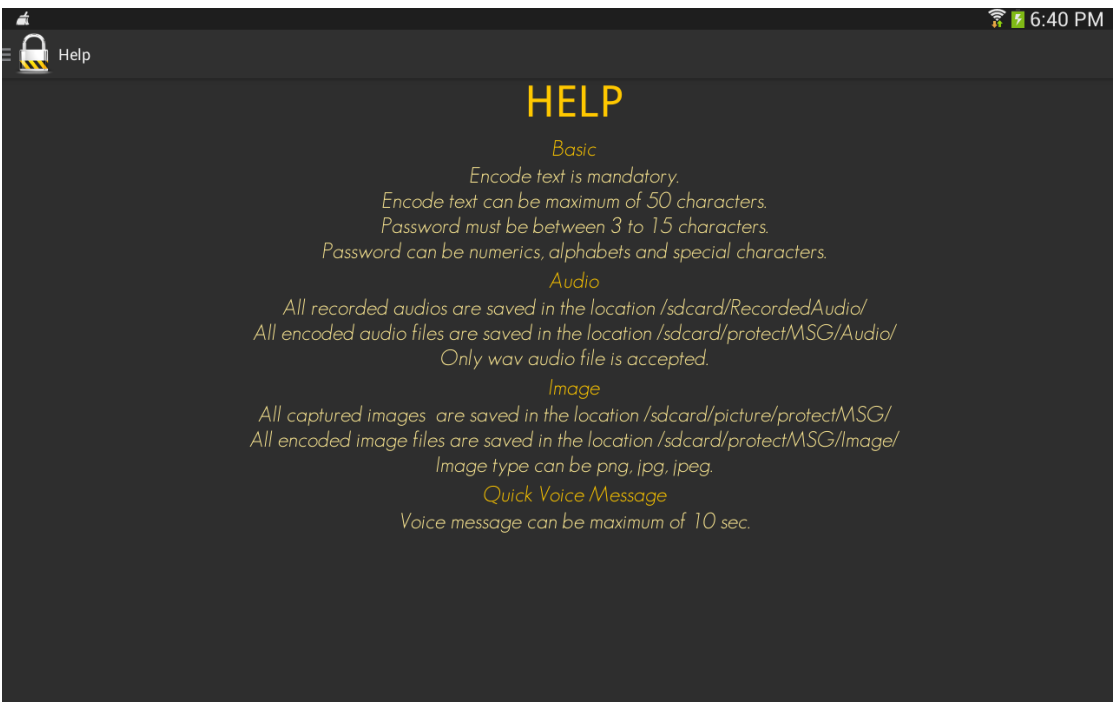 6:40 PM
Help
HELP
Basic
Encode text is mandatory.
Encode text can be maximum of 50 characters.
Password must be between 3 to 15 characters.
Password can be numerics, alphabets and special characters.
Audio
All recorded audios are saved in the location /sdcard/RecordedAudio/
All encoded audio files are saved in the location /sdcard/protectMSG/Audio/
Only wav audio file is accepted.
Image
All captured images  are saved in the location /sdcard/picture/protectMSG/
All encoded image files are saved in the location /sdcard/protectMSG/Image/
Image type can be png, jpg, jpeg.
Quick Voice Message
Voice message can be maximum of 10 sec.